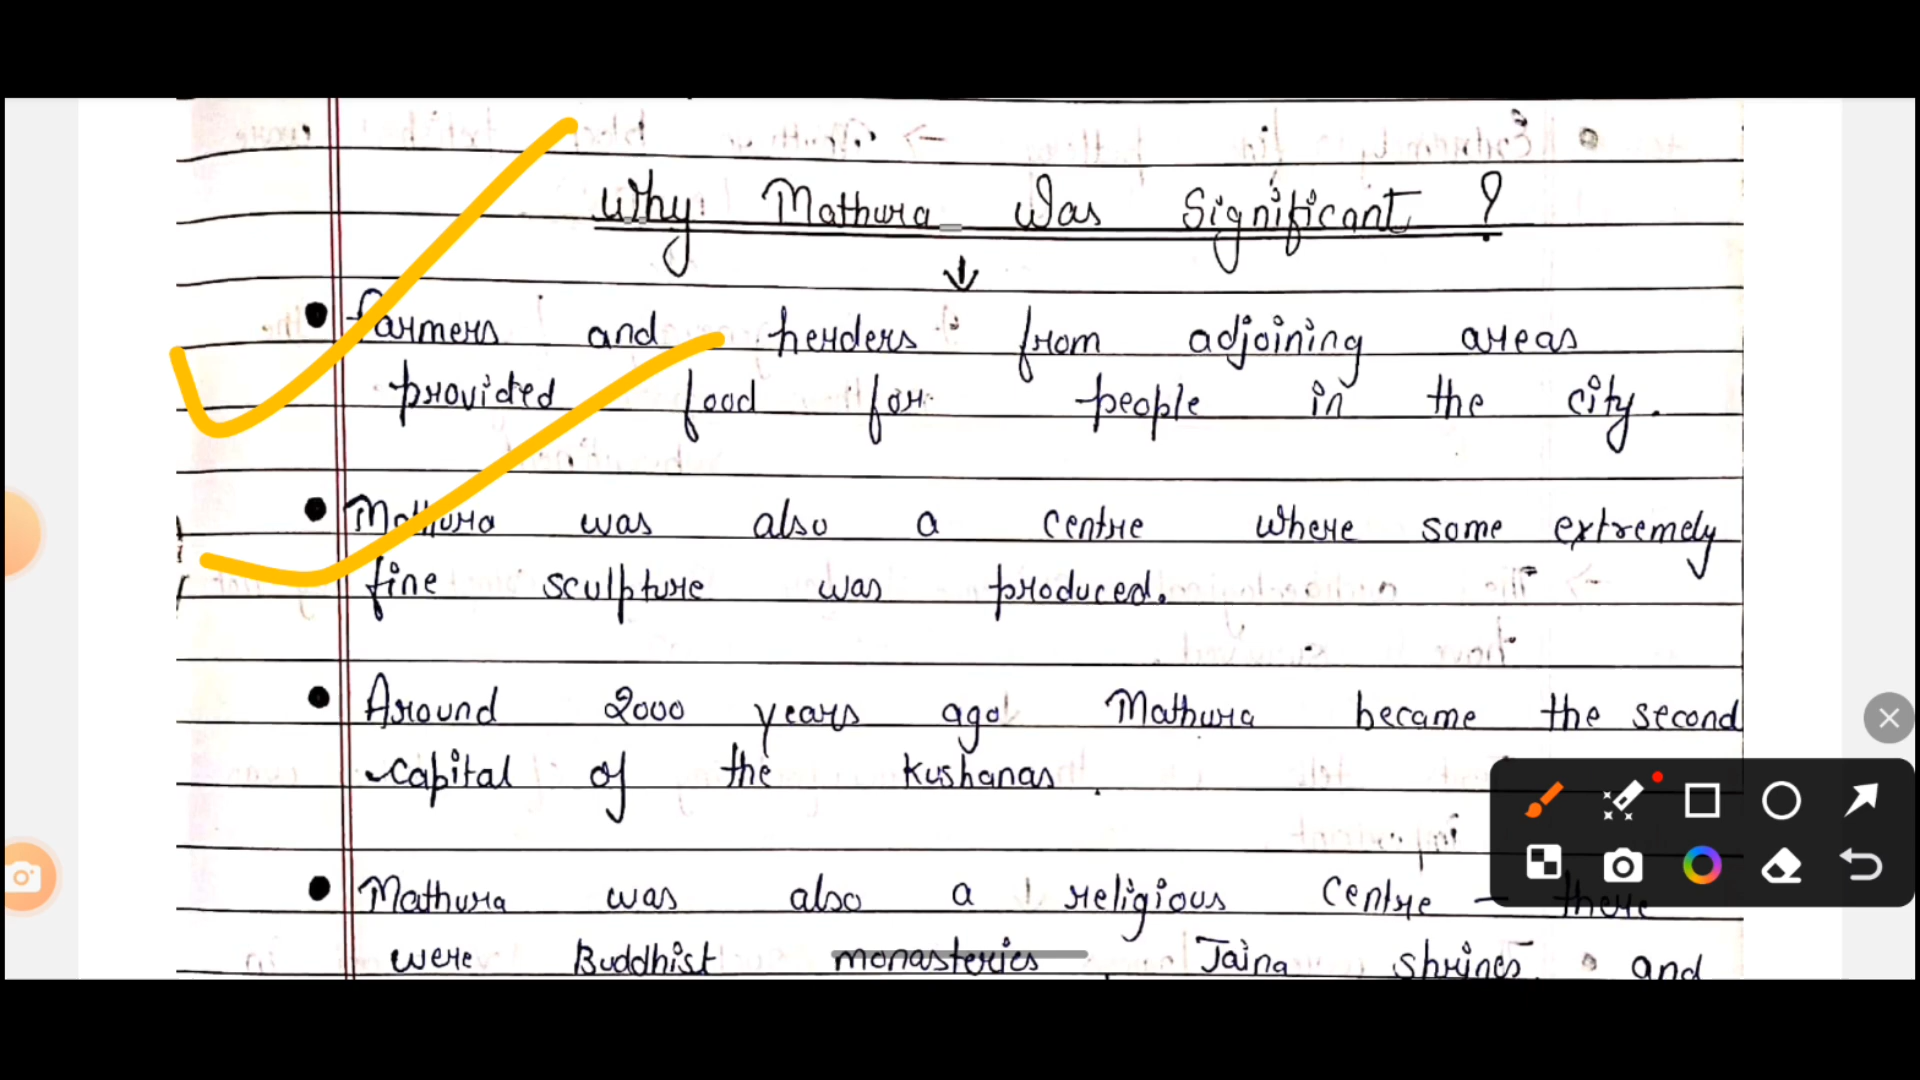 Why Mathura Was Significant ?
↓
• Farmers and herders from adjoining areas
provided food for people in the city.
• Mathura was also a centre where some extremely
fine sculpture was produced.
• Around 2000 years ago Mathura became the second
capital of the Kushanas.
• Mathura was also a religious Centre - there
were Buddhist monasteries, Jaina shrines and